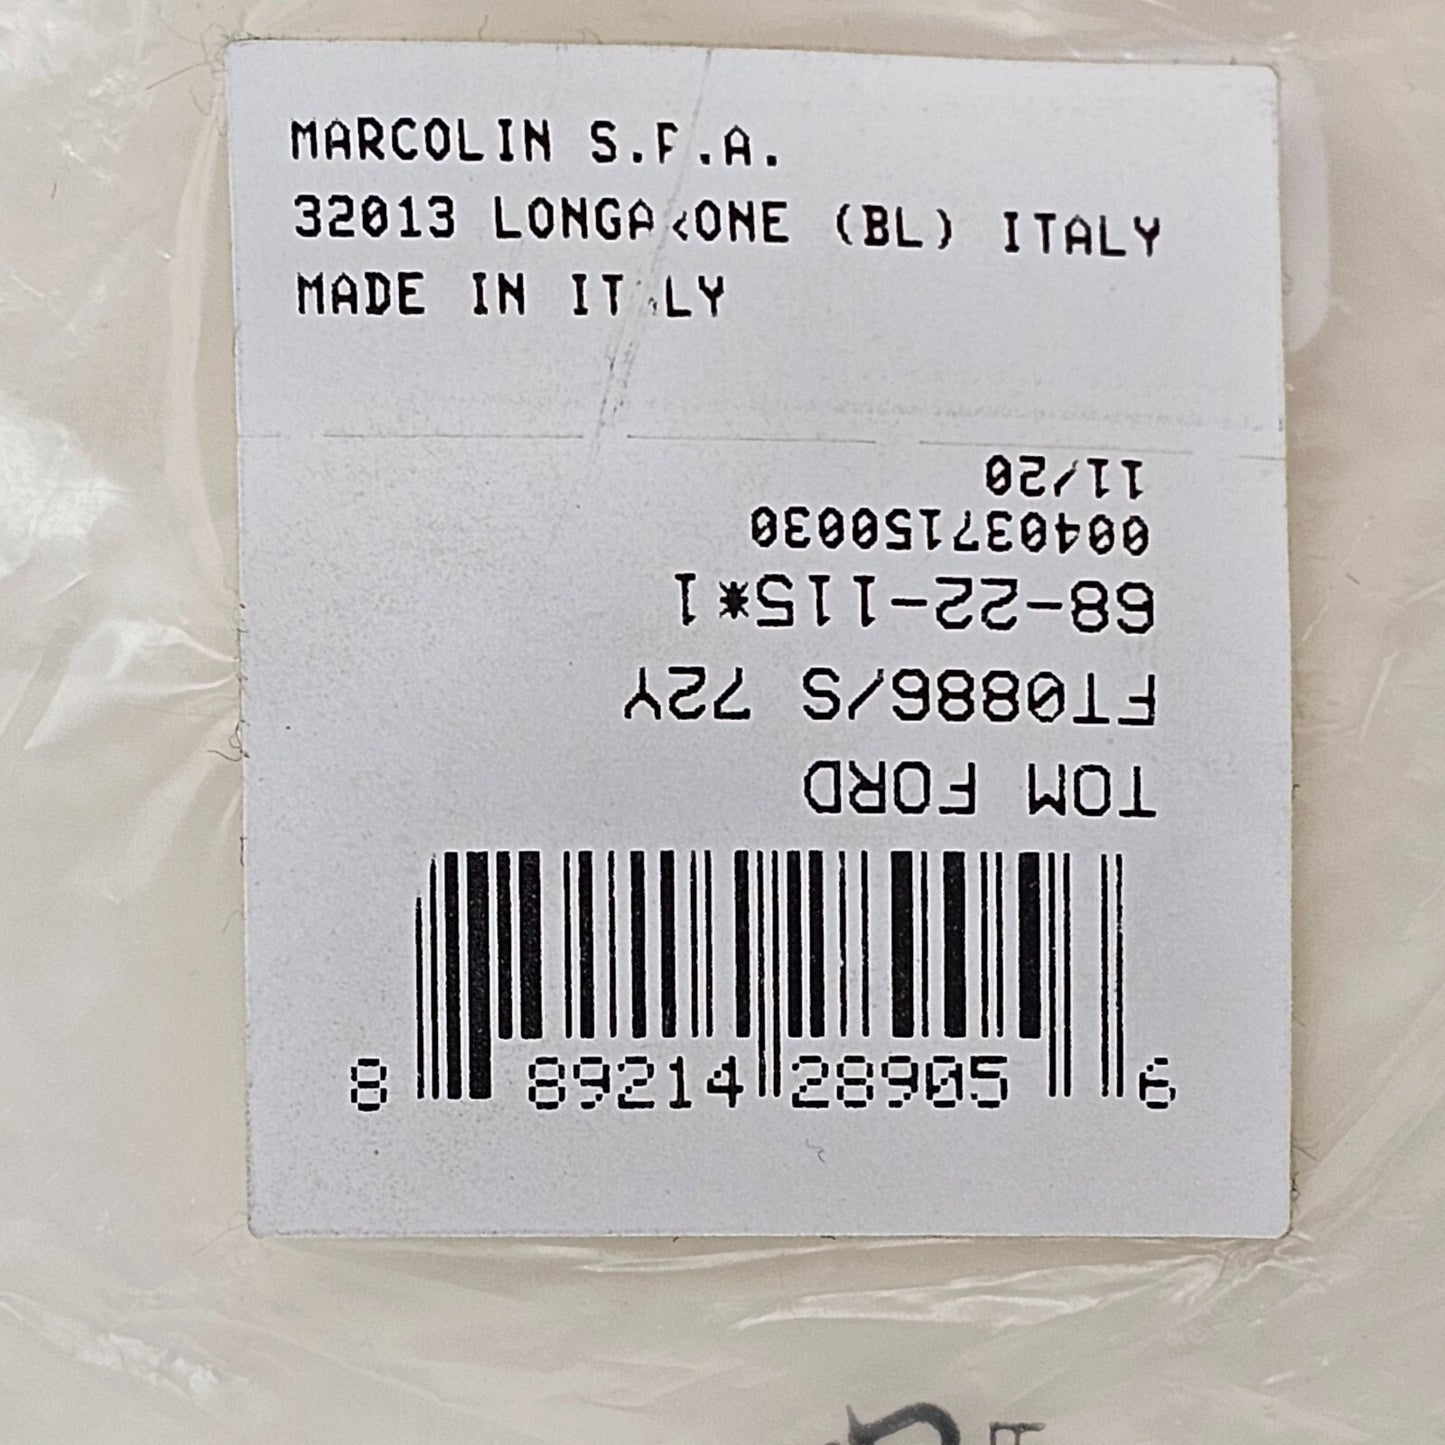 MARCOLIN S.P.A.
32013 LONGARONE (BL) ITALY
MADE IN ITALY
TOM FORD
FT0886/S 72Y
68-22-115*1
004037150030
11/20
8 89214 28905 6